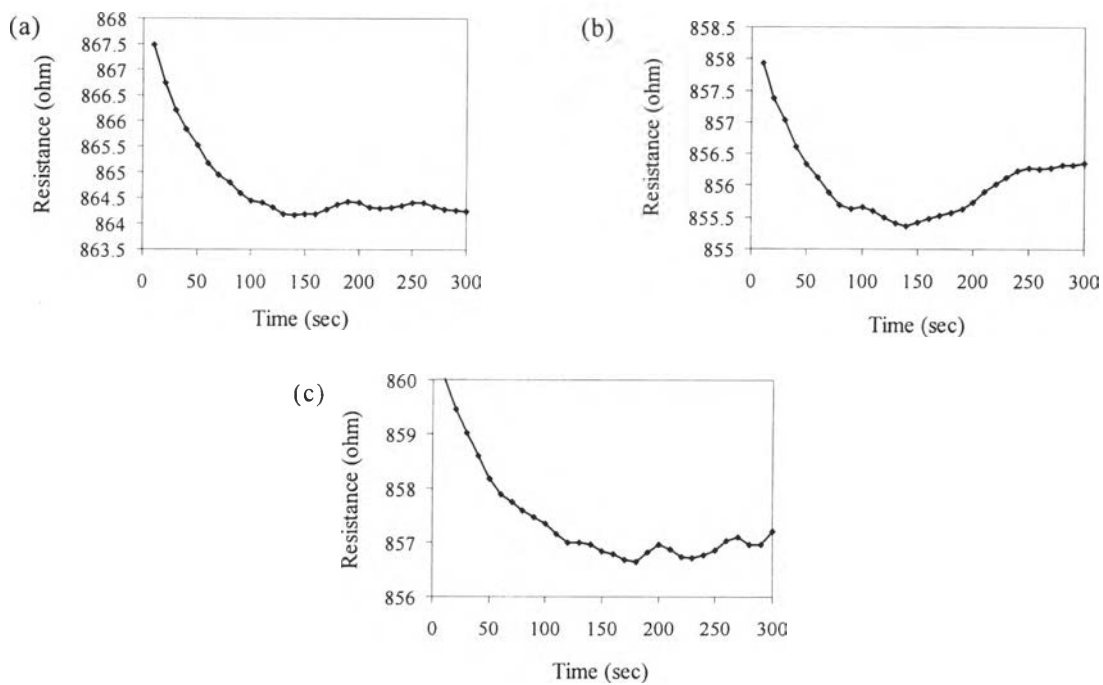 (a)
Resistance (ohm)
868
867.5
867
866.5
866
865.5
865
864.5
864
863.5
0 50 100 150 200 250 300
Time (sec)
(b)
Resistance (ohm)
858.5
858
857.5
857
856.5
856
855.5
855
0 50 100 150 200 250 300
Time (sec)
(c)
Resistance (ohm)
860
859
858
857
856
0 50 100 150 200 250 300
Time (sec)